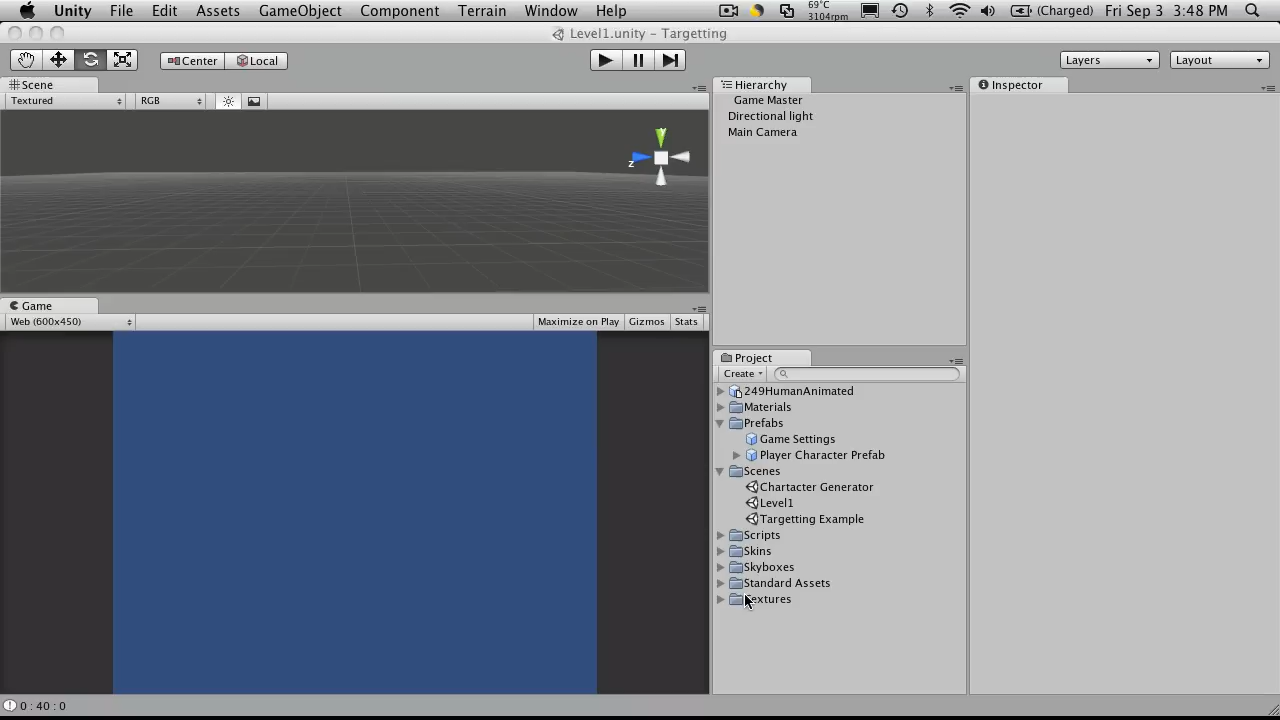 Unity File Edit Assets GameObject Component Terrain Window Help 69°C 3104rpm (Charged) Fri Sep 3 3:48 PM
Level1.unity – Targetting
Center Local Layers Layout
Scene Hierarchy Inspector
Textured RGB
Game Master
Directional light
Main Camera
y
z
Game
Web (600x450) Maximize on Play Gizmos Stats
Project
Create
249HumanAnimated
Materials
Prefabs
Game Settings
Player Character Prefab
Scenes
Chartacter Generator
Level1
Targetting Example
Scripts
Skins
Skyboxes
Standard Assets
Textures
0 : 40 : 0